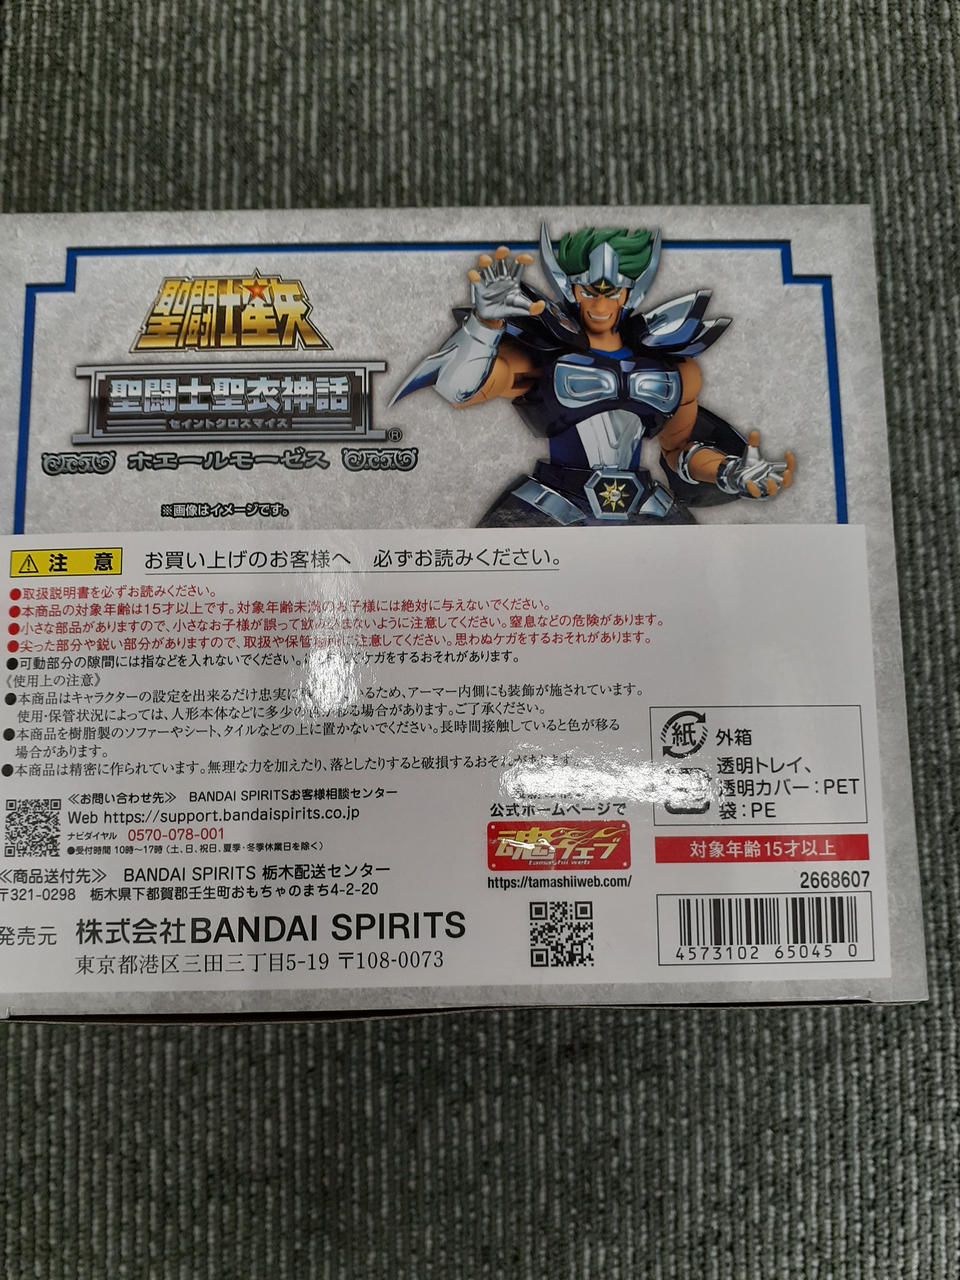 聖闘士星矢
聖闘士聖衣神話
セイントクロスマイス
®
ホエールモーゼス
※画像はイメージです。
注 意 お買い上げのお客様へ 必ずお読みください。
●取扱説明書を必ずお読みください。
●本商品の対象年齢は15才以上です。対象年齢未満のお子様には絶対に与えないでください。
●小さな部品がありますので、小さなお子様が誤って飲み込まないように注意してください。窒息などの危険があります。
●尖った部分や鋭い部分がありますので、取扱や保管場所に注意してください。思わぬケガをするおそれがあります。
●可動部分の隙間には指などを入れないでください。 ケガをするおそれがあります。
《使用上の注意》
●本商品はキャラクターの設定を出来るだけ忠実に いるため、アーマー内側にも装飾が施されています。
使用・保管状況によっては、人形本体などに多少の色が移る場合があります。ご了承ください。
●本商品を樹脂製のソファーやシート、タイルなどの上に置かないでください。長時間接触していると色が移る
場合があります。
●本商品は精密に作られています。無理な力を加えたり、落としたりすると破損するおそれがあります。
紙 外箱
透明トレイ、
透明カバー:PET
袋:PE
≪お問い合わせ先≫ BANDAI SPIRITSお客様相談センター
Web https://support.bandaispirits.co.jp
ナビダイヤル 0570-078-001
●受付時間 10時〜17時(土、日、祝日、夏季・冬季休業日を除く)
≪商品送付先≫ BANDAI SPIRITS 栃木配送センター
〒321-0298 栃木県下都賀郡壬生町おもちゃのまち4-2-20
公式ホームページで
魂ウェブ
tamashii web
https://tamashiiweb.com/
対象年齢15才以上
2668607
発売元 株式会社BANDAI SPIRITS
東京都港区三田三丁目5-19 〒108-0073
4573102 65045 0